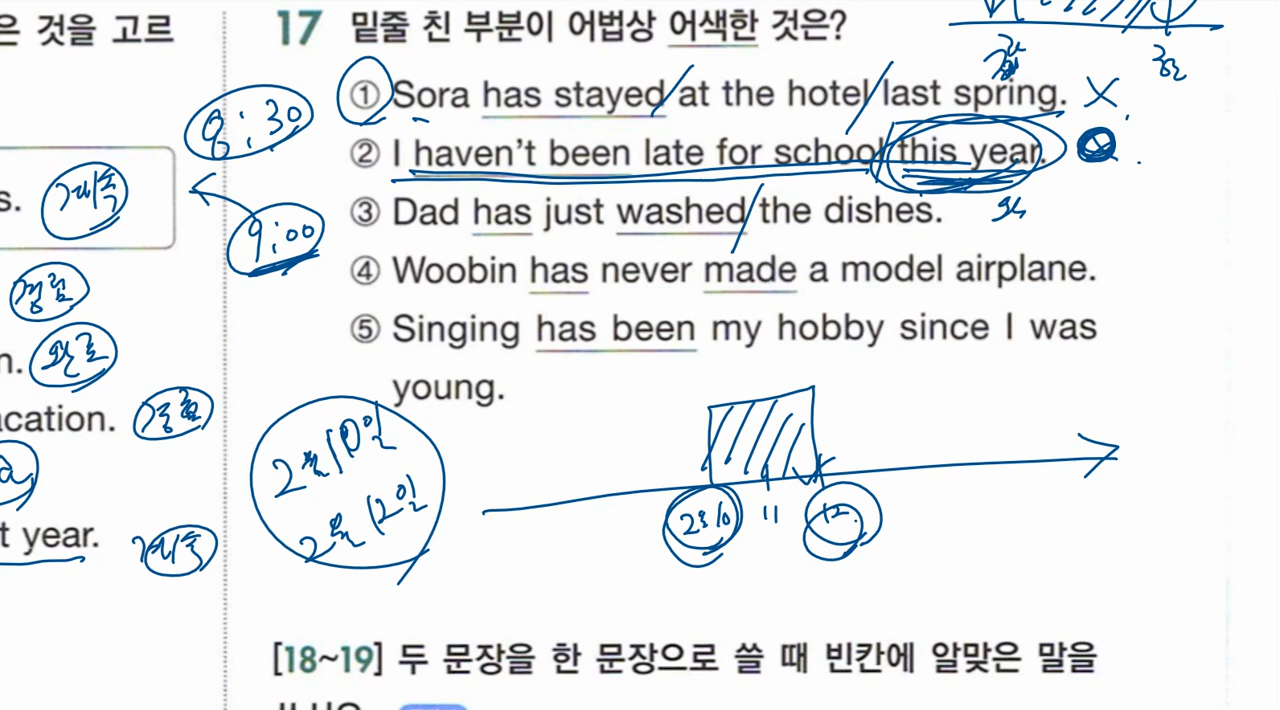 은 것을 고르
s. 계속
경험
n. 완료
acation. 경험
t year. 계속
17 밑줄 친 부분이 어법상 어색한 것은?
① Sora has stayed at the hotel last spring. X
② I haven't been late for school this year.
③ Dad has just washed the dishes.
④ Woobin has never made a model airplane.
⑤ Singing has been my hobby since I was
young.
9:30
9:00
2월 10일
2월 12일
11
12
[18~19] 두 문장을 한 문장으로 쓸 때 빈칸에 알맞은 말을